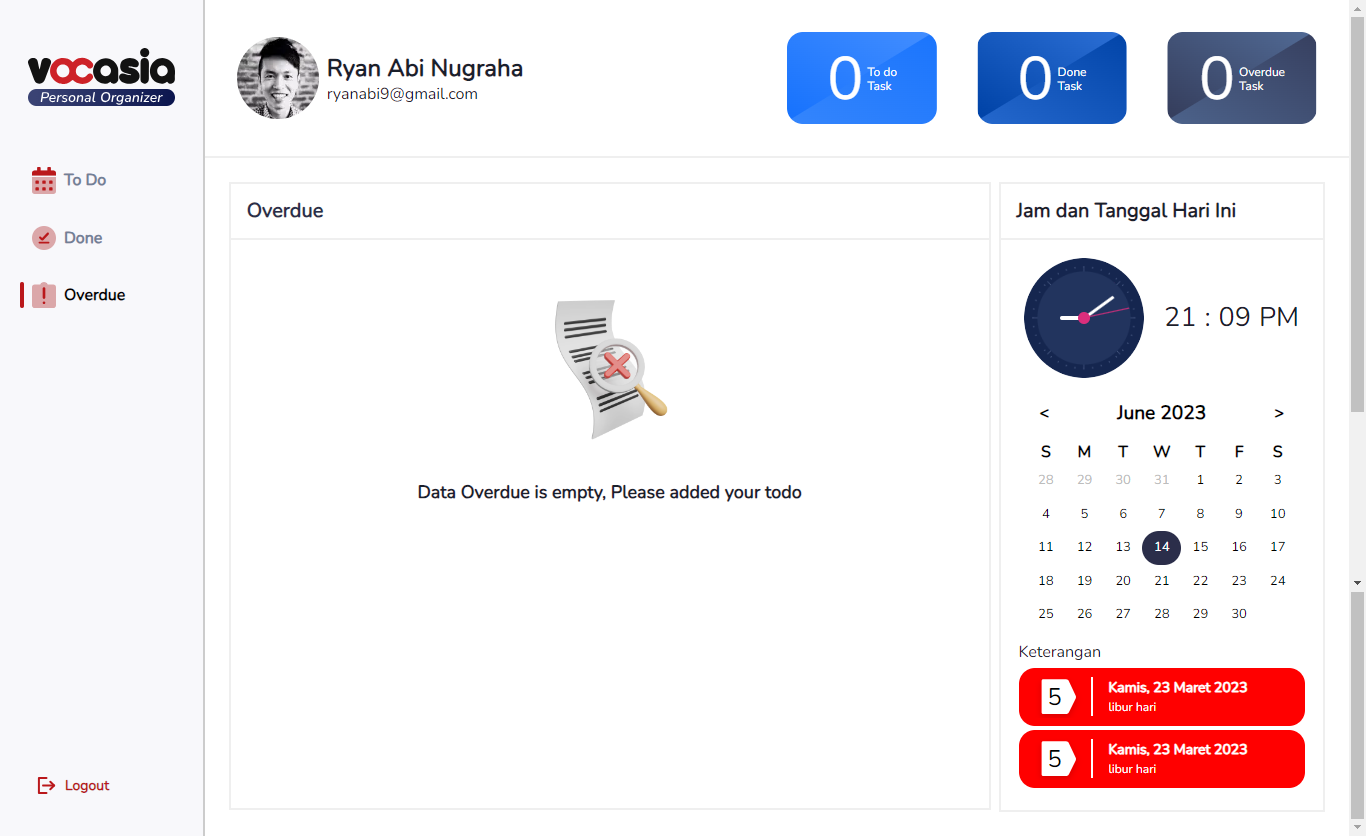 vocasia
Personal Organizer
To Do
Done
Overdue
Logout
Ryan Abi Nugraha
ryanabi9@gmail.com
0 To do
Task
0 Done
Task
0 Overdue
Task
Overdue
Data Overdue is empty, Please added your todo
Jam dan Tanggal Hari Ini
21 : 09 PM
< June 2023 >
S M T W T F S
28 29 30 31 1 2 3
4 5 6 7 8 9 10
11 12 13 14 15 16 17
18 19 20 21 22 23 24
25 26 27 28 29 30
Keterangan
5
Kamis, 23 Maret 2023
libur hari
5
Kamis, 23 Maret 2023
libur hari